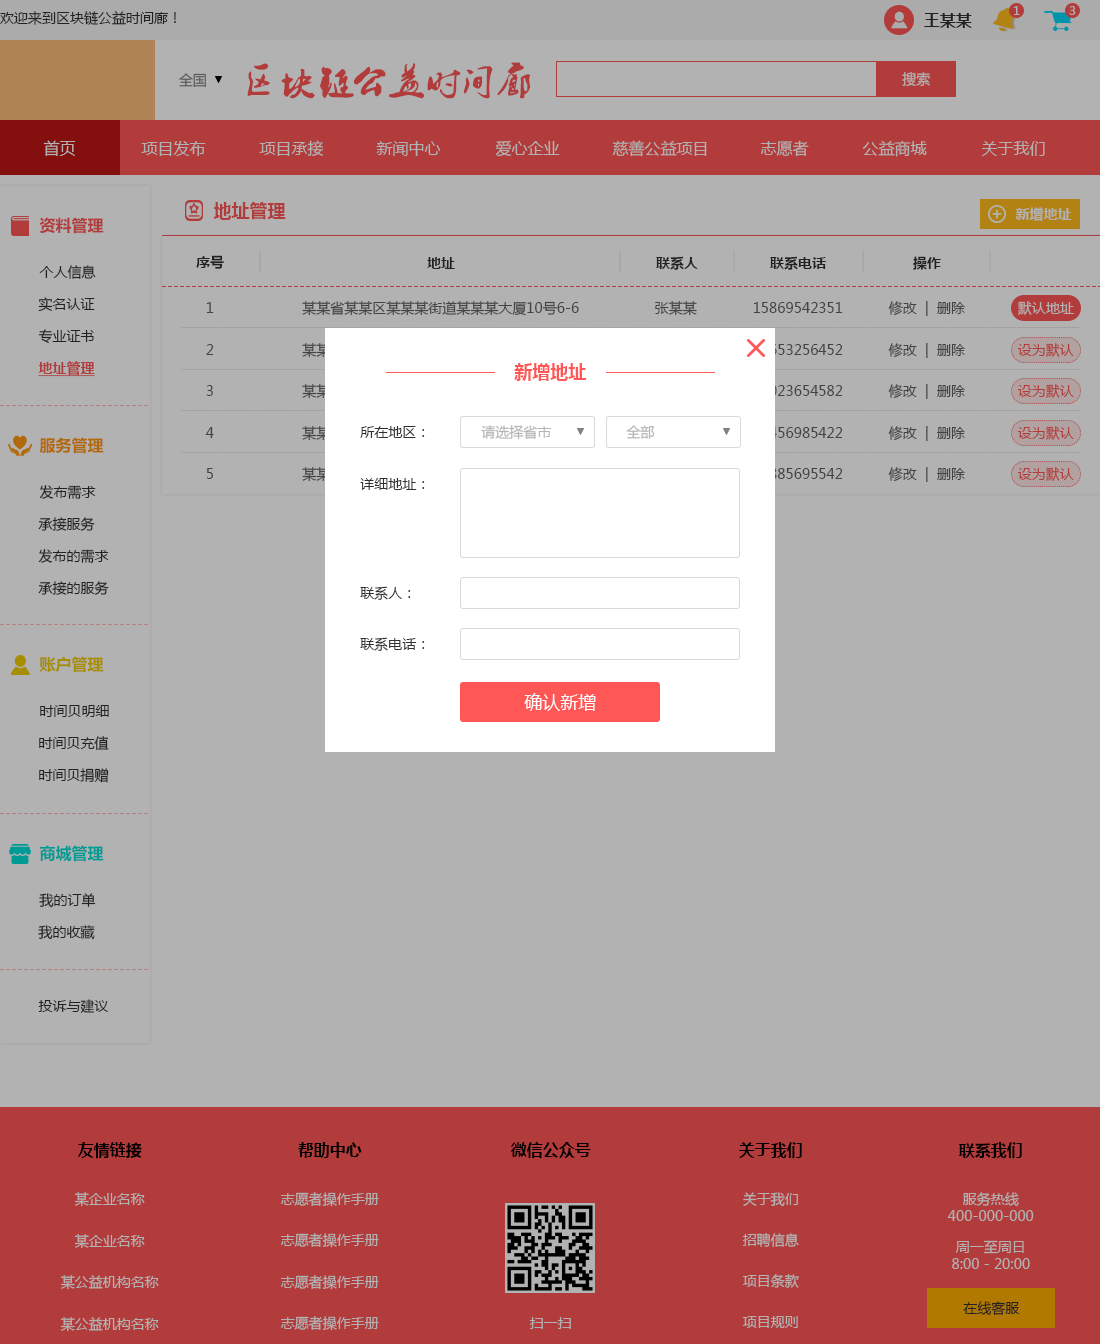 欢迎来到区块链公益时间廊！
王某某
1
3
全国 ▼
区块链公益时间廊
搜索
首页 项目发布 项目承接 新闻中心 爱心企业 慈善公益项目 志愿者 公益商城 关于我们
资料管理
个人信息
实名认证
专业证书
地址管理
服务管理
发布需求
承接服务
发布的需求
承接的服务
账户管理
时间贝明细
时间贝充值
时间贝捐赠
商城管理
我的订单
我的收藏
投诉与建议
地址管理
新增地址
序号 地址 联系人 联系电话 操作
1 某某省某某区某某某街道某某某大厦10号6-6 张某某 15869542351 修改 | 删除 默认地址
2 某某 53256452 修改 | 删除 设为默认
3 某某 23654582 修改 | 删除 设为默认
4 某某 56985422 修改 | 删除 设为默认
5 某某 85695542 修改 | 删除 设为默认
新增地址
所在地区： 请选择省市 ▼ 全部 ▼
详细地址：
联系人：
联系电话：
确认新增
友情链接
某企业名称
某企业名称
某公益机构名称
某公益机构名称
帮助中心
志愿者操作手册
志愿者操作手册
志愿者操作手册
志愿者操作手册
微信公众号
扫一扫
关于我们
关于我们
招聘信息
项目条款
项目规则
联系我们
服务热线
400-000-000
周一至周日
8:00 - 20:00
在线客服